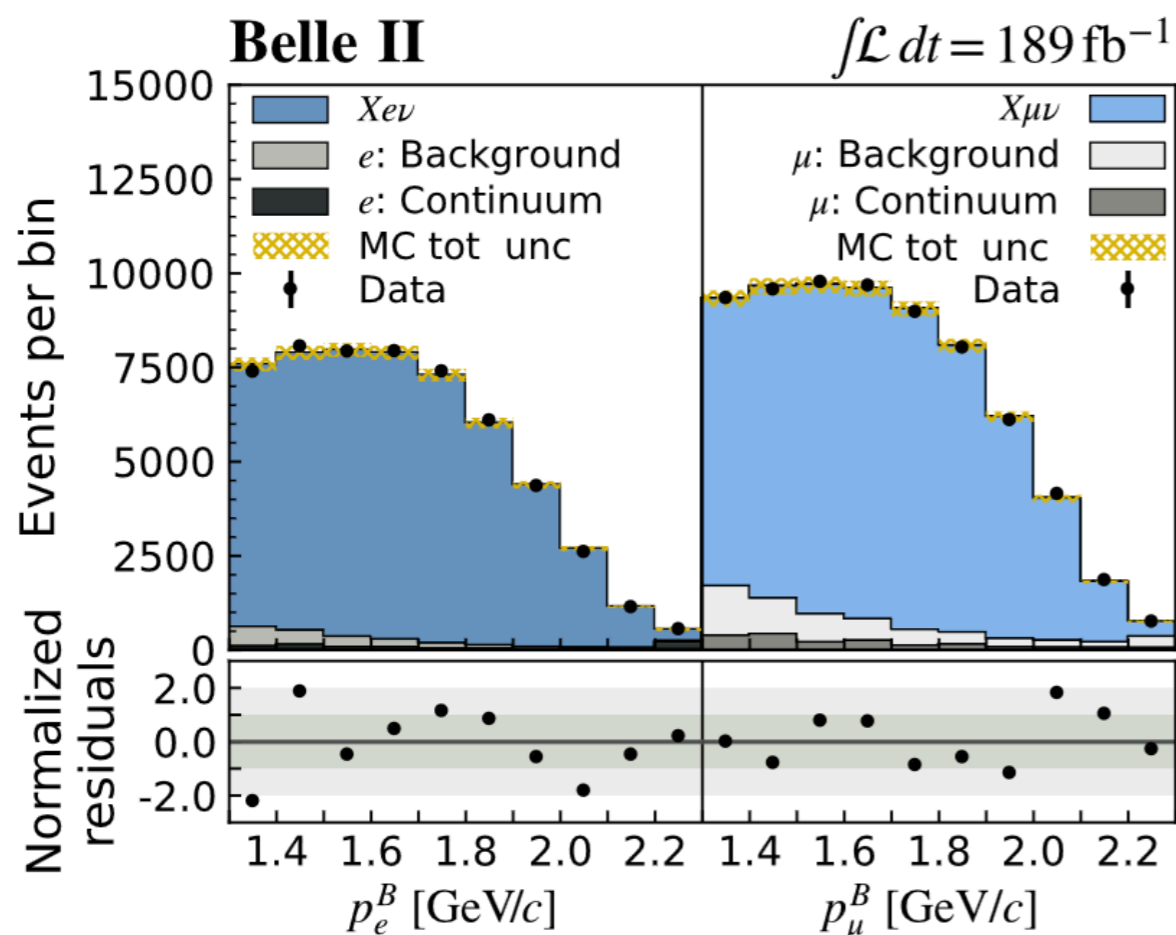 Belle II
∫ℒ dt = 189 fb⁻¹
Events per bin
15000
12500
10000
7500
5000
2500
0
Xeν
e: Background
e: Continuum
MC tot unc
Data
Xμν
μ: Background
μ: Continuum
MC tot unc
Data
Normalized
residuals
2.0
0.0
-2.0
1.4 1.6 1.8 2.0 2.2 1.4 1.6 1.8 2.0 2.2
p_e^B [GeV/c] p_μ^B [GeV/c]